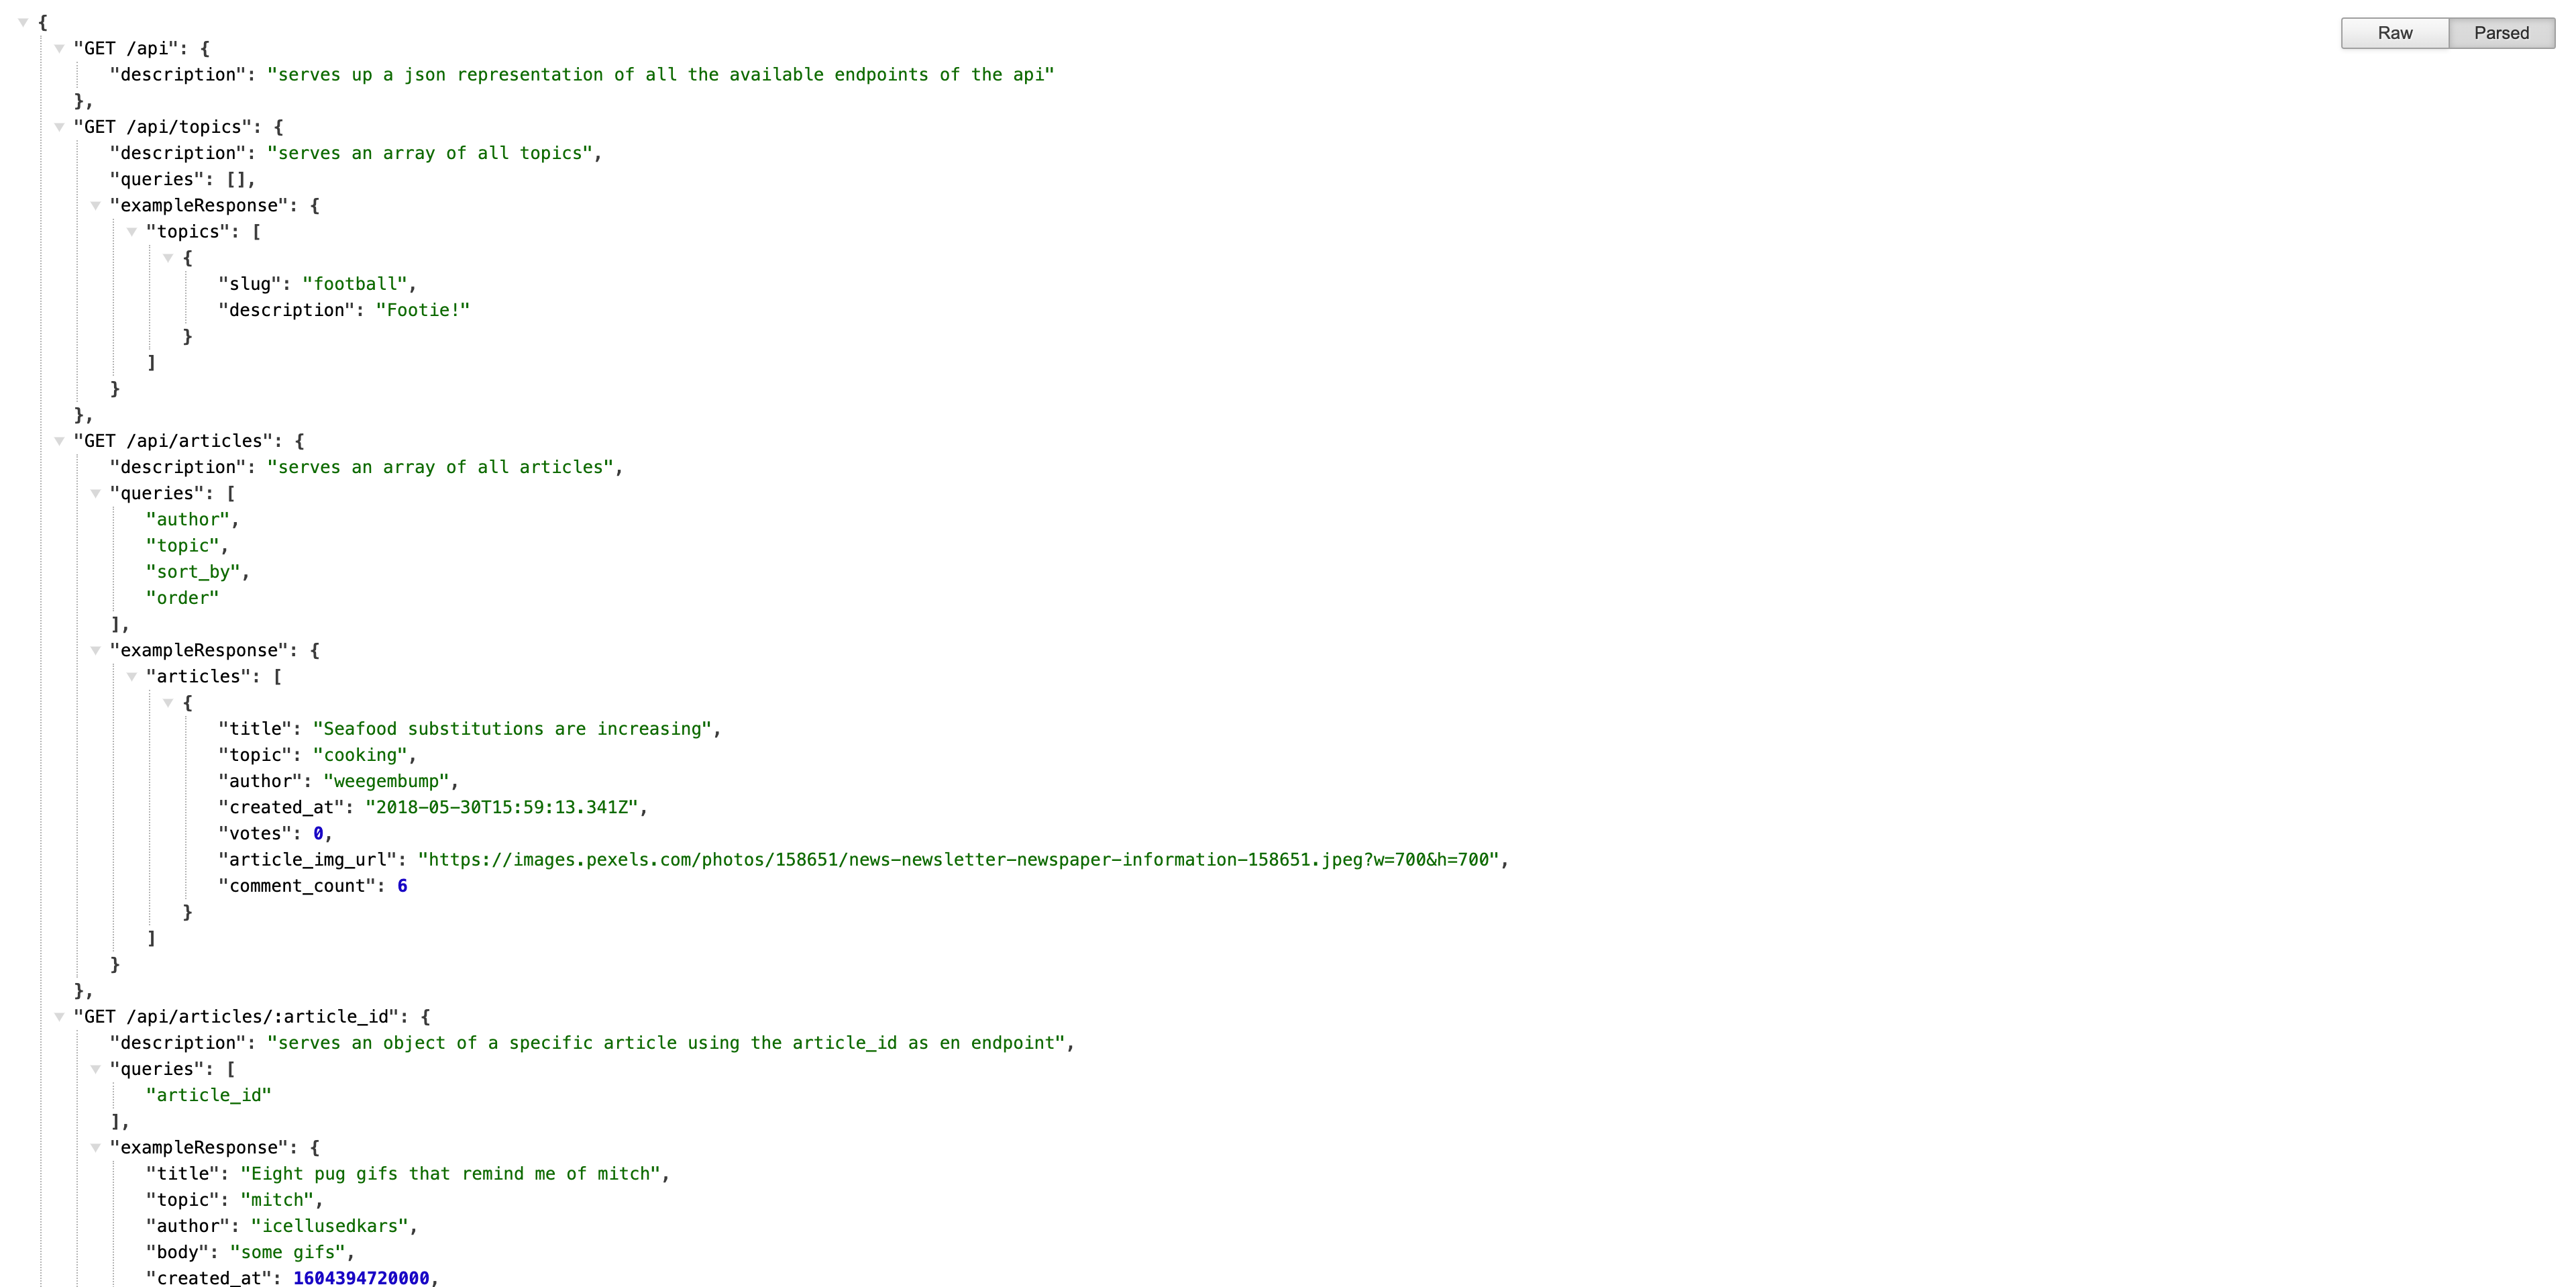 {
"GET /api": {
"description": "serves up a json representation of all the available endpoints of the api"
},
"GET /api/topics": {
"description": "serves an array of all topics",
"queries": [],
"exampleResponse": {
"topics": [
{
"slug": "football",
"description": "Footie!"
}
]
}
},
"GET /api/articles": {
"description": "serves an array of all articles",
"queries": [
"author",
"topic",
"sort_by",
"order"
],
"exampleResponse": {
"articles": [
{
"title": "Seafood substitutions are increasing",
"topic": "cooking",
"author": "weegembump",
"created_at": "2018-05-30T15:59:13.341Z",
"votes": 0,
"article_img_url": "https://images.pexels.com/photos/158651/news-newsletter-newspaper-information-158651.jpeg?w=700&h=700",
"comment_count": 6
}
]
}
},
"GET /api/articles/:article_id": {
"description": "serves an object of a specific article using the article_id as en endpoint",
"queries": [
"article_id"
],
"exampleResponse": {
"title": "Eight pug gifs that remind me of mitch",
"topic": "mitch",
"author": "icellusedkars",
"body": "some gifs",
"created_at": 1604394720000,
Raw Parsed